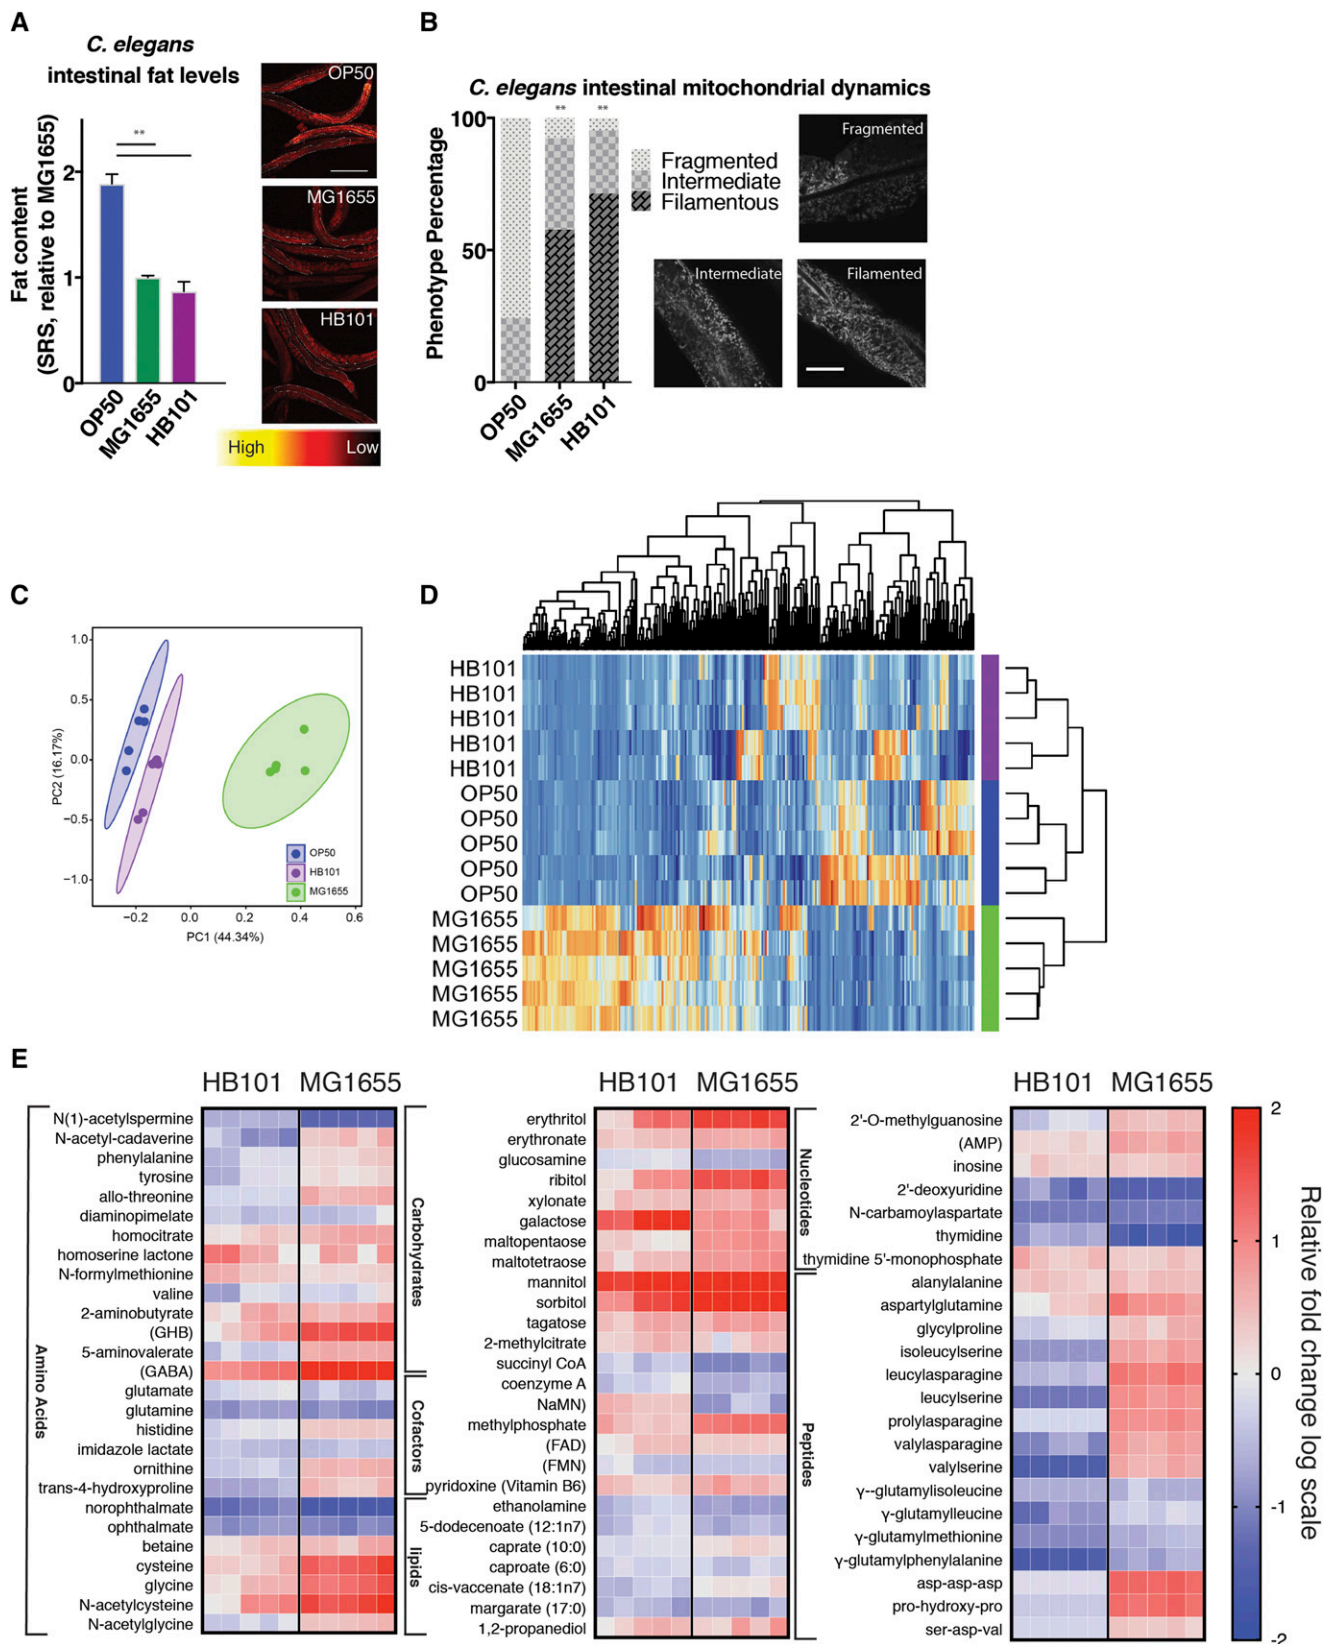 A
C. elegans
intestinal fat levels
Fat content
(SRS, relative to MG1655)
2
1
0
**
OP50
MG1655
HB101
OP50
MG1655
HB101
High
Low
B
C. elegans intestinal mitochondrial dynamics
Phenotype Percentage
100
50
0
**
**
OP50
MG1655
HB101
Fragmented
Intermediate
Filamentous
Fragmented
Intermediate
Filamented
C
PC2 (16.17%)
1.0
0.5
0.0
−0.5
−1.0
−0.2
0.0
0.2
0.4
0.6
PC1 (44.34%)
OP50
HB101
MG1655
D
HB101
HB101
HB101
HB101
HB101
OP50
OP50
OP50
OP50
OP50
MG1655
MG1655
MG1655
MG1655
MG1655
E
HB101 MG1655
Amino Acids
N(1)-acetylspermine
N-acetyl-cadaverine
phenylalanine
tyrosine
allo-threonine
diaminopimelate
homocitrate
homoserine lactone
N-formylmethionine
valine
2-aminobutyrate
(GHB)
5-aminovalerate
(GABA)
glutamate
glutamine
histidine
imidazole lactate
ornithine
trans-4-hydroxyproline
norophthalmate
ophthalmate
betaine
cysteine
glycine
N-acetylcysteine
N-acetylglycine
HB101 MG1655
Carbohydrates
Cofactors
lipids
erythritol
erythronate
glucosamine
ribitol
xylonate
galactose
maltopentaose
maltotetraose
mannitol
sorbitol
tagatose
2-methylcitrate
succinyl CoA
coenzyme A
NaMN)
methylphosphate
(FAD)
(FMN)
pyridoxine (Vitamin B6)
ethanolamine
5-dodecenoate (12:1n7)
caprate (10:0)
caproate (6:0)
cis-vaccenate (18:1n7)
margarate (17:0)
1,2-propanediol
HB101 MG1655
Nucleotides
Peptides
2'-O-methylguanosine
(AMP)
inosine
2'-deoxyuridine
N-carbamoylaspartate
thymidine
thymidine 5'-monophosphate
alanylalanine
aspartylglutamine
glycylproline
isoleucylserine
leucylasparagine
leucylserine
prolylasparagine
valylasparagine
valylserine
γ--glutamylisoleucine
γ-glutamylleucine
γ-glutamylmethionine
γ-glutamylphenylalanine
asp-asp-asp
pro-hydroxy-pro
ser-asp-val
2
1
0
-1
-2
Relative fold change log scale